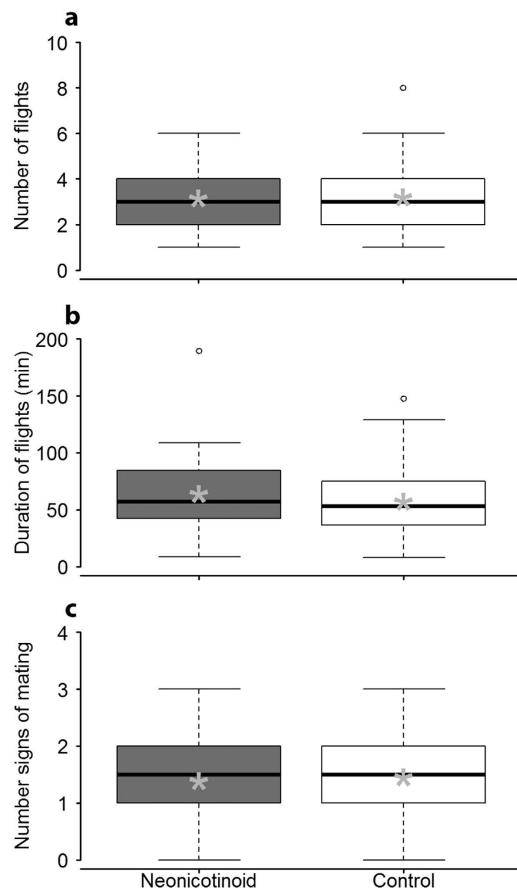 a
Number of flights
10
8
6
4
2
0
b
Duration of flights (min)
200
150
100
50
0
c
Number signs of mating
4
3
2
1
0
Neonicotinoid Control